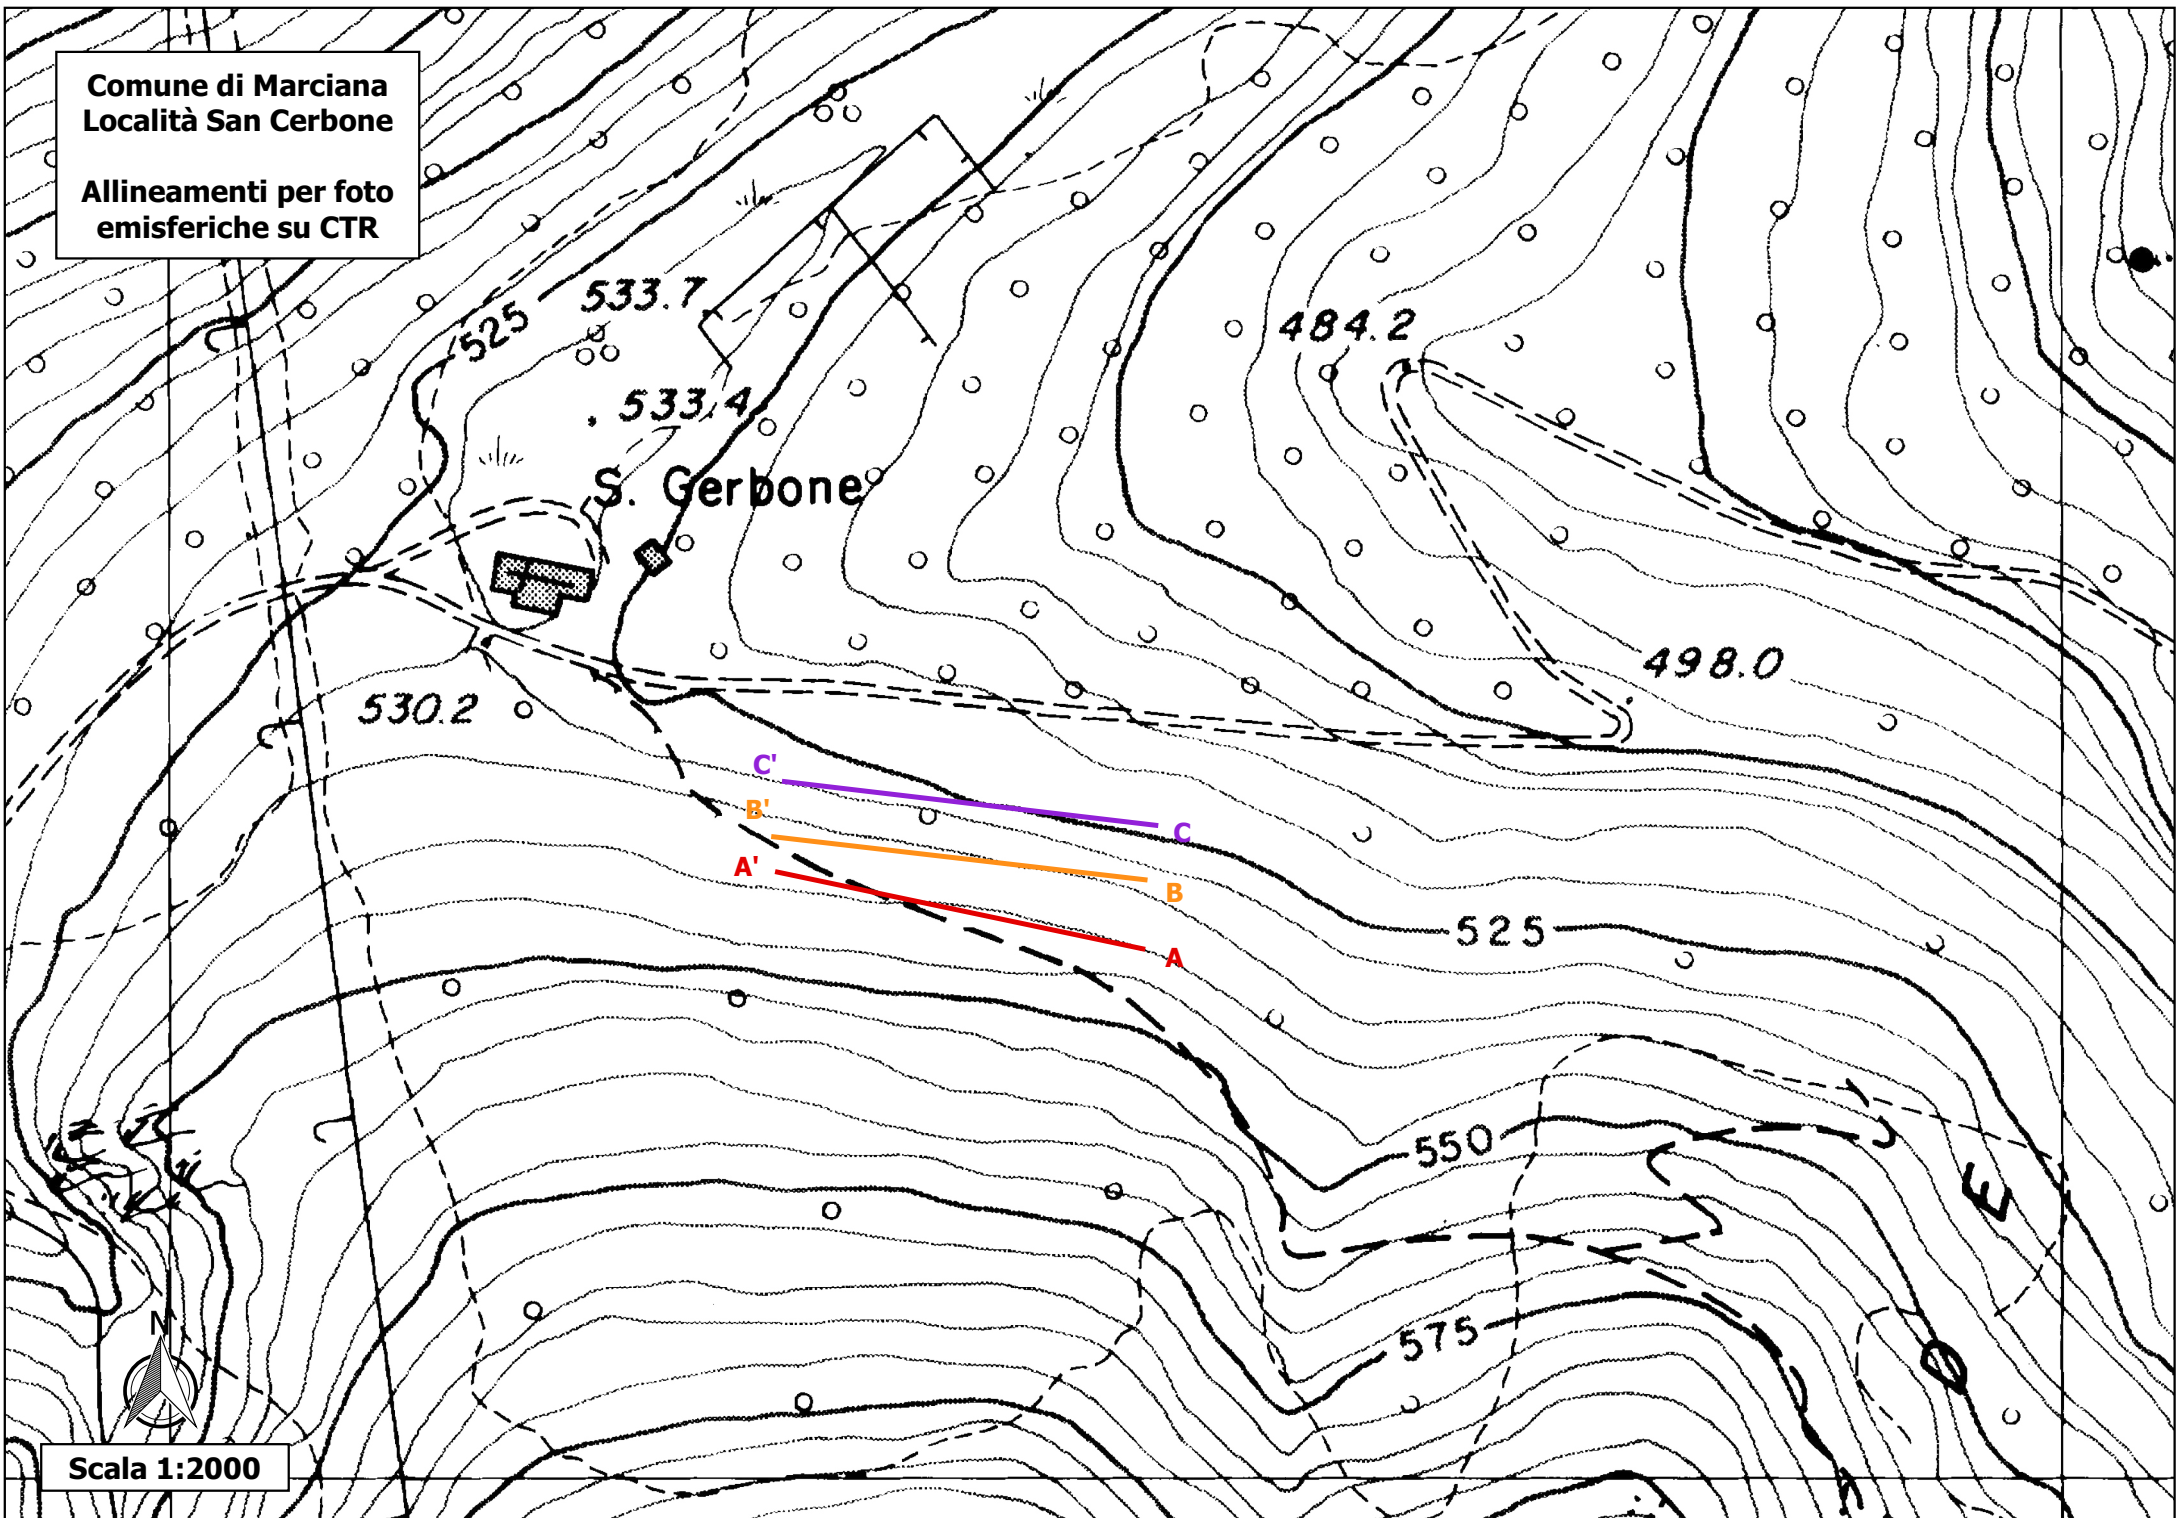 Comune di Marciana
Località San Cerbone
Allineamenti per foto
emisferiche su CTR
533.7
525
484.2
533.4
S. Cerbone
498.0
530.2
C'
B'
C
A'
B
525
A
550
E
575
O
N
Scala 1:2000